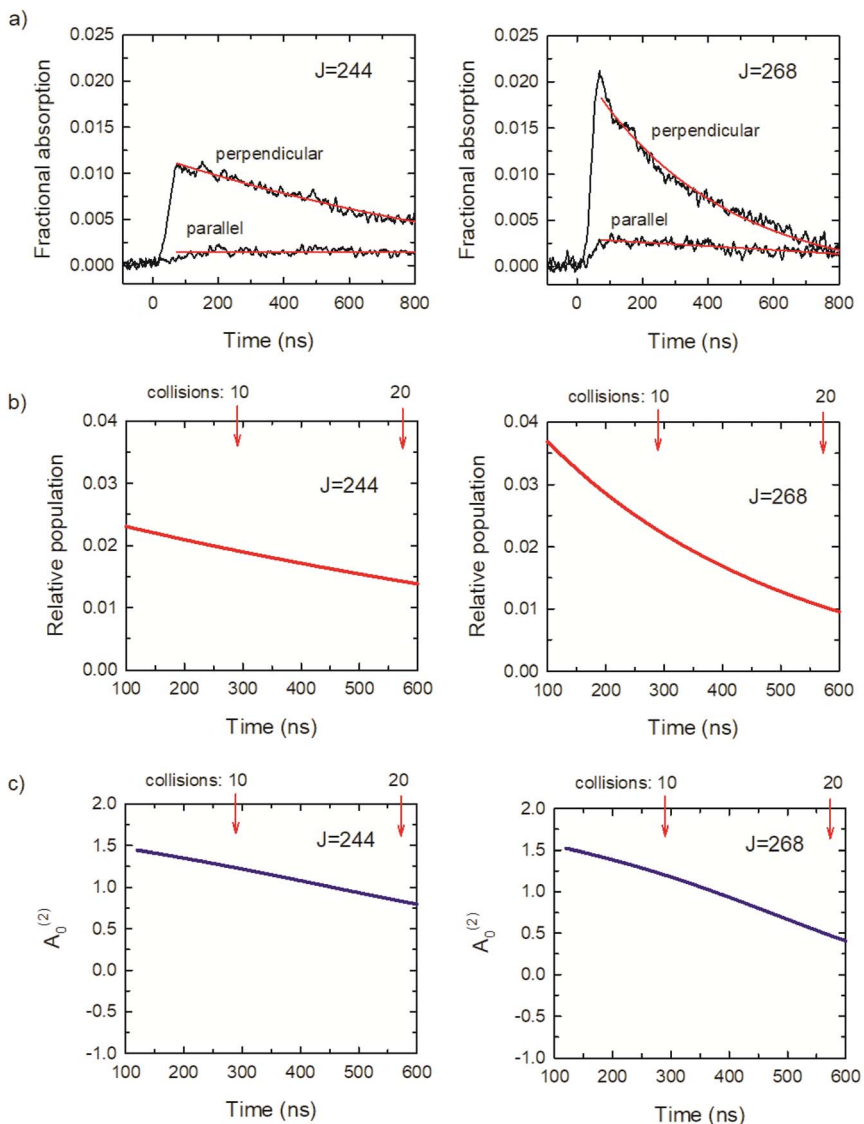 a)
0.025
0.020
0.015
0.010
0.005
0.000
Fractional absorption
J=244
perpendicular
parallel
0 200 400 600 800
Time (ns)
0.025
0.020
0.015
0.010
0.005
0.000
Fractional absorption
J=268
perpendicular
parallel
0 200 400 600 800
Time (ns)
b)
collisions: 10 20
0.04
0.03
0.02
0.01
0.00
Relative population
J=244
100 200 300 400 500 600
Time (ns)
collisions: 10 20
0.04
0.03
0.02
0.01
0.00
Relative population
J=268
100 200 300 400 500 600
Time (ns)
c)
collisions: 10 20
2.0
1.5
1.0
0.5
0.0
-0.5
-1.0
A₀⁽²⁾
J=244
100 200 300 400 500 600
Time (ns)
collisions: 10 20
2.0
1.5
1.0
0.5
0.0
-0.5
-1.0
A₀⁽²⁾
J=268
100 200 300 400 500 600
Time (ns)